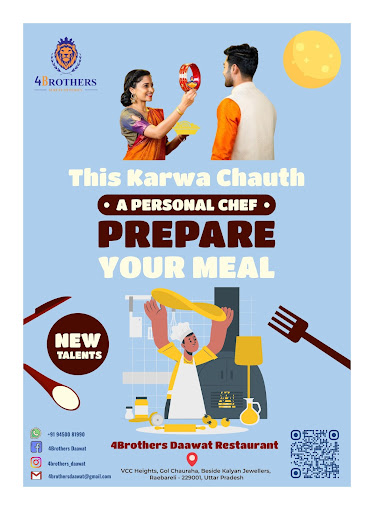 4BROTHERS
This Karwa Chauth
• A PERSONAL CHEF •
PREPARE
YOUR MEAL
NEW
TALENTS
+91 94500 81990
4Brothers Daawat
4brothers_daawat
4brothersdaawat@gmail.com
4Brothers Daawat Restaurant
VCC Heights, Gol Chauraha, Beside Kalyan Jewellers,
Raebareli - 229001, Uttar Pradesh